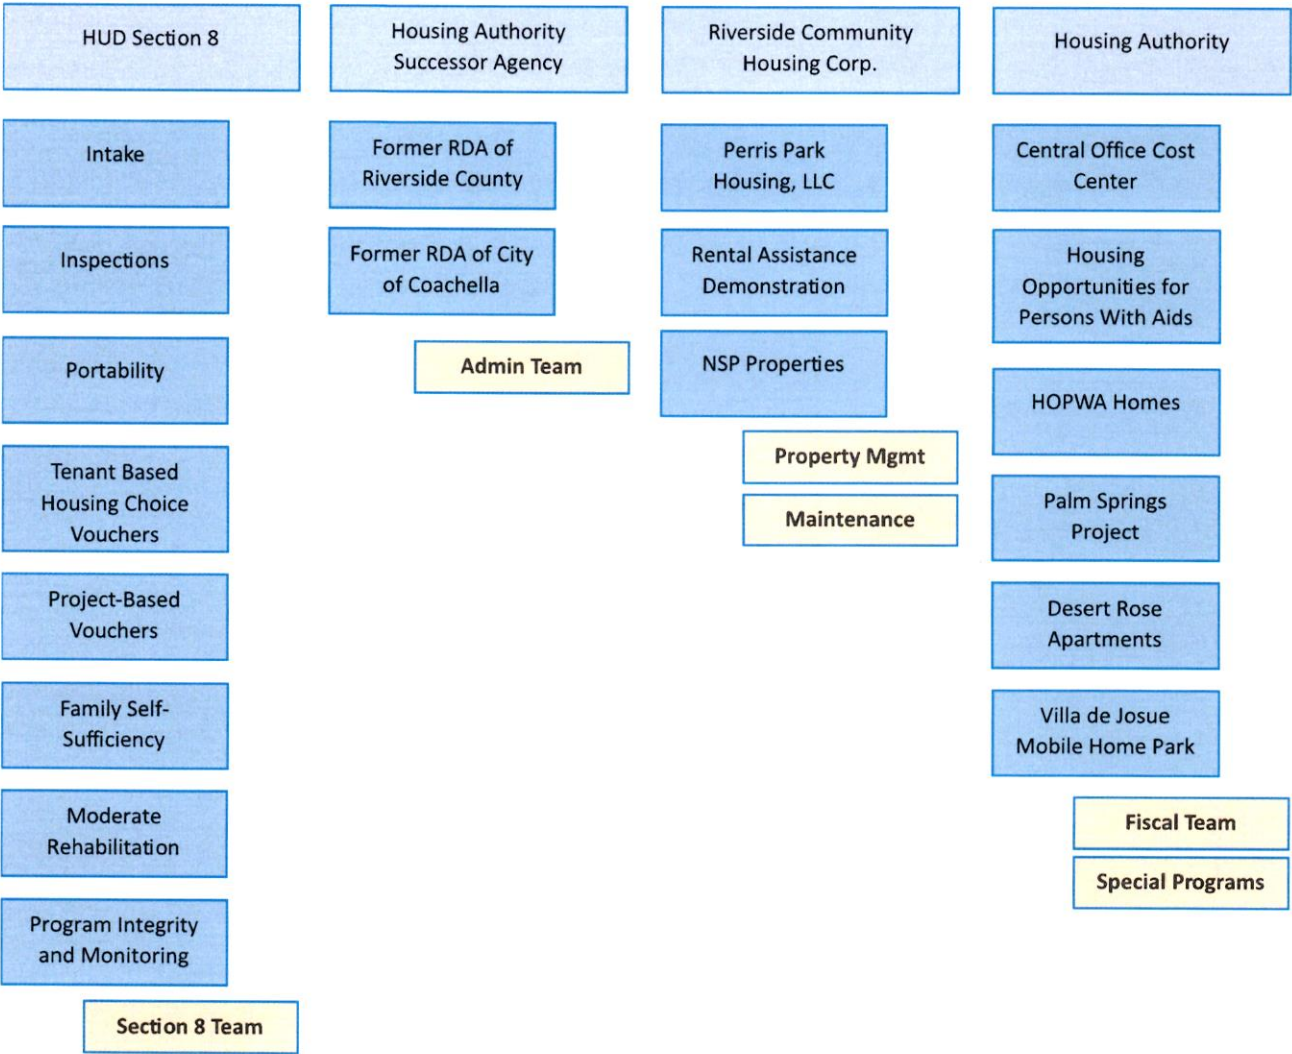 HUD Section 8
Intake
Inspections
Portability
Tenant Based
Housing Choice
Vouchers
Project-Based
Vouchers
Family Self-
Sufficiency
Moderate
Rehabilitation
Program Integrity
and Monitoring
Section 8 Team
Housing Authority
Successor Agency
Former RDA of
Riverside County
Former RDA of City
of Coachella
Admin Team
Riverside Community
Housing Corp.
Perris Park
Housing, LLC
Rental Assistance
Demonstration
NSP Properties
Property Mgmt
Maintenance
Housing Authority
Central Office Cost
Center
Housing
Opportunities for
Persons With Aids
HOPWA Homes
Palm Springs
Project
Desert Rose
Apartments
Villa de Josue
Mobile Home Park
Fiscal Team
Special Programs